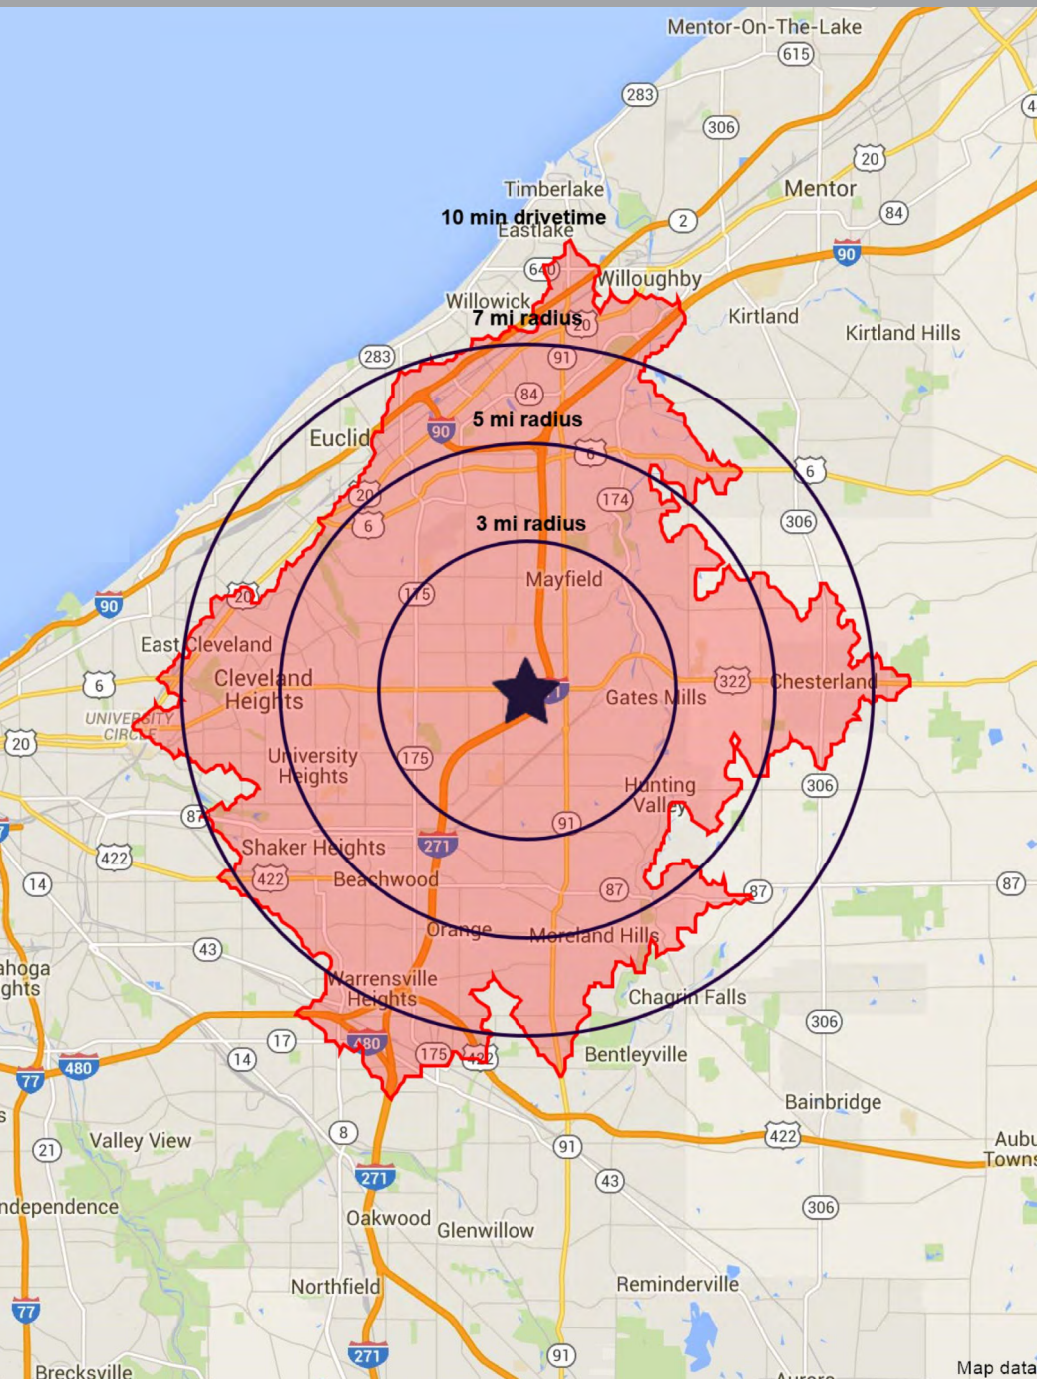 Mentor-On-The-Lake
615
283
306
4
20
Timberlake
Mentor
10 min drivetime
Eastlake
2
84
90
640
Willoughby
Willowick
Kirtland
7 mi radius
20
Kirtland Hills
283
91
84
5 mi radius
90
Euclid
6
6
20
174
6
3 mi radius
306
Mayfield
175
20
90
East Cleveland
6
Cleveland
Heights
322
Chesterland
Gates Mills
UNIVERSITY
CIRCLE
20
University
Heights
175
Hunting
Valley
306
87
91
Shaker Heights
271
422
14
422
Beachwood
87
87
87
Orange
Moreland Hills
43
ahoga
ghts
Warrensville
Heights
Chagrin Falls
306
17
480
175
422
Bentleyville
14
480
77
Bainbridge
8
422
Valley View
91
21
Aubu
Towns
271
43
ndependence
306
Oakwood
Glenwillow
Northfield
Reminderville
77
271
91
Brecksville
Map data